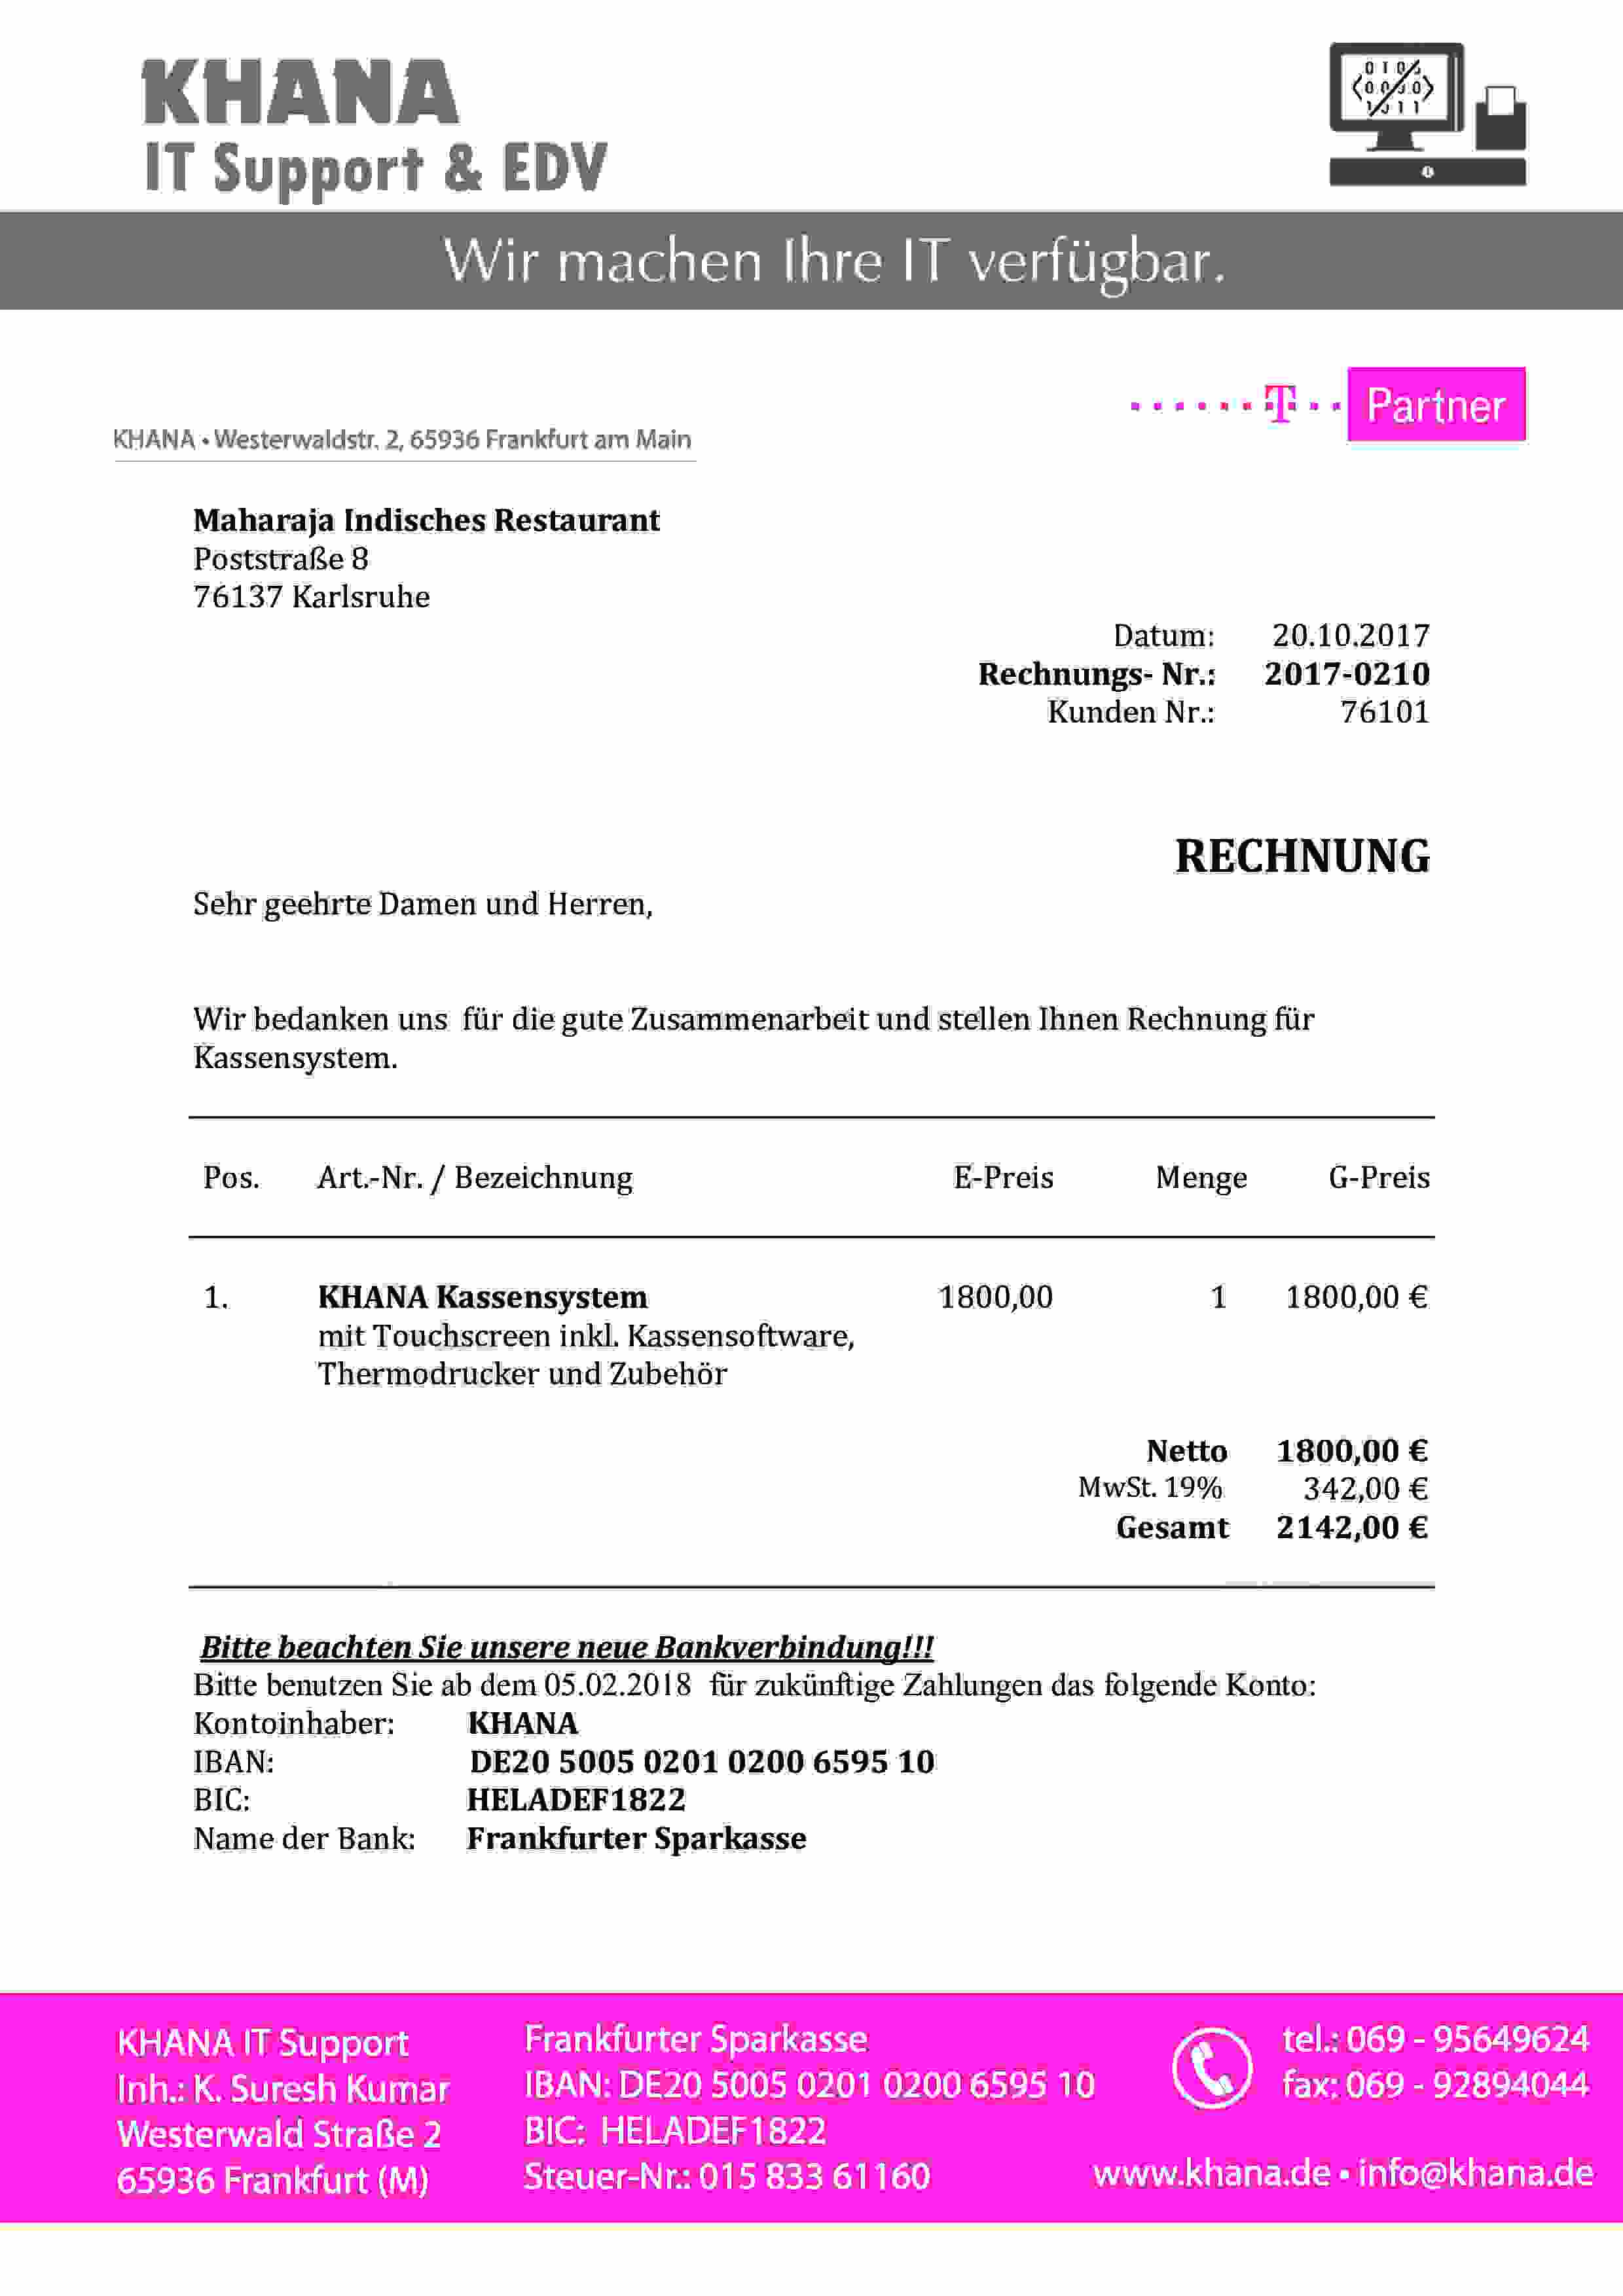 KHANA
IT Support & EDV
Wir machen Ihre IT verfügbar.
T Partner
KHANA • Westerwaldstr. 2, 65936 Frankfurt am Main
Maharaja Indisches Restaurant
Poststraße 8
76137 Karlsruhe
Datum: 20.10.2017
Rechnungs- Nr.: 2017-0210
Kunden Nr.: 76101
RECHNUNG
Sehr geehrte Damen und Herren,
Wir bedanken uns für die gute Zusammenarbeit und stellen Ihnen Rechnung für
Kassensystem.
Pos. Art.-Nr. / Bezeichnung E-Preis Menge G-Preis
1. KHANA Kassensystem 1800,00 1 1800,00 €
mit Touchscreen inkl. Kassensoftware,
Thermodrucker und Zubehör
Netto 1800,00 €
MwSt. 19% 342,00 €
Gesamt 2142,00 €
Bitte beachten Sie unsere neue Bankverbindung!!!
Bitte benutzen Sie ab dem 05.02.2018 für zukünftige Zahlungen das folgende Konto:
Kontoinhaber: KHANA
IBAN: DE20 5005 0201 0200 6595 10
BIC: HELADEF1822
Name der Bank: Frankfurter Sparkasse
KHANA IT Support
Inh.: K. Suresh Kumar
Westerwald Straße 2
65936 Frankfurt (M)
Frankfurter Sparkasse
IBAN: DE20 5005 0201 0200 6595 10
BIC: HELADEF1822
Steuer-Nr.: 015 833 61160
tel.: 069 - 95649624
fax: 069 - 92894044
www.khana.de • info@khana.de